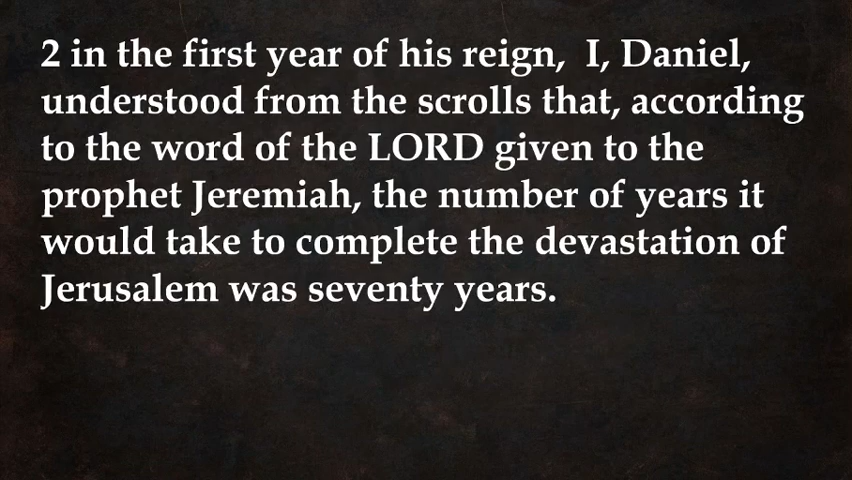 2 in the first year of his reign,  I, Daniel,
understood from the scrolls that, according
to the word of the LORD given to the
prophet Jeremiah, the number of years it
would take to complete the devastation of
Jerusalem was seventy years.